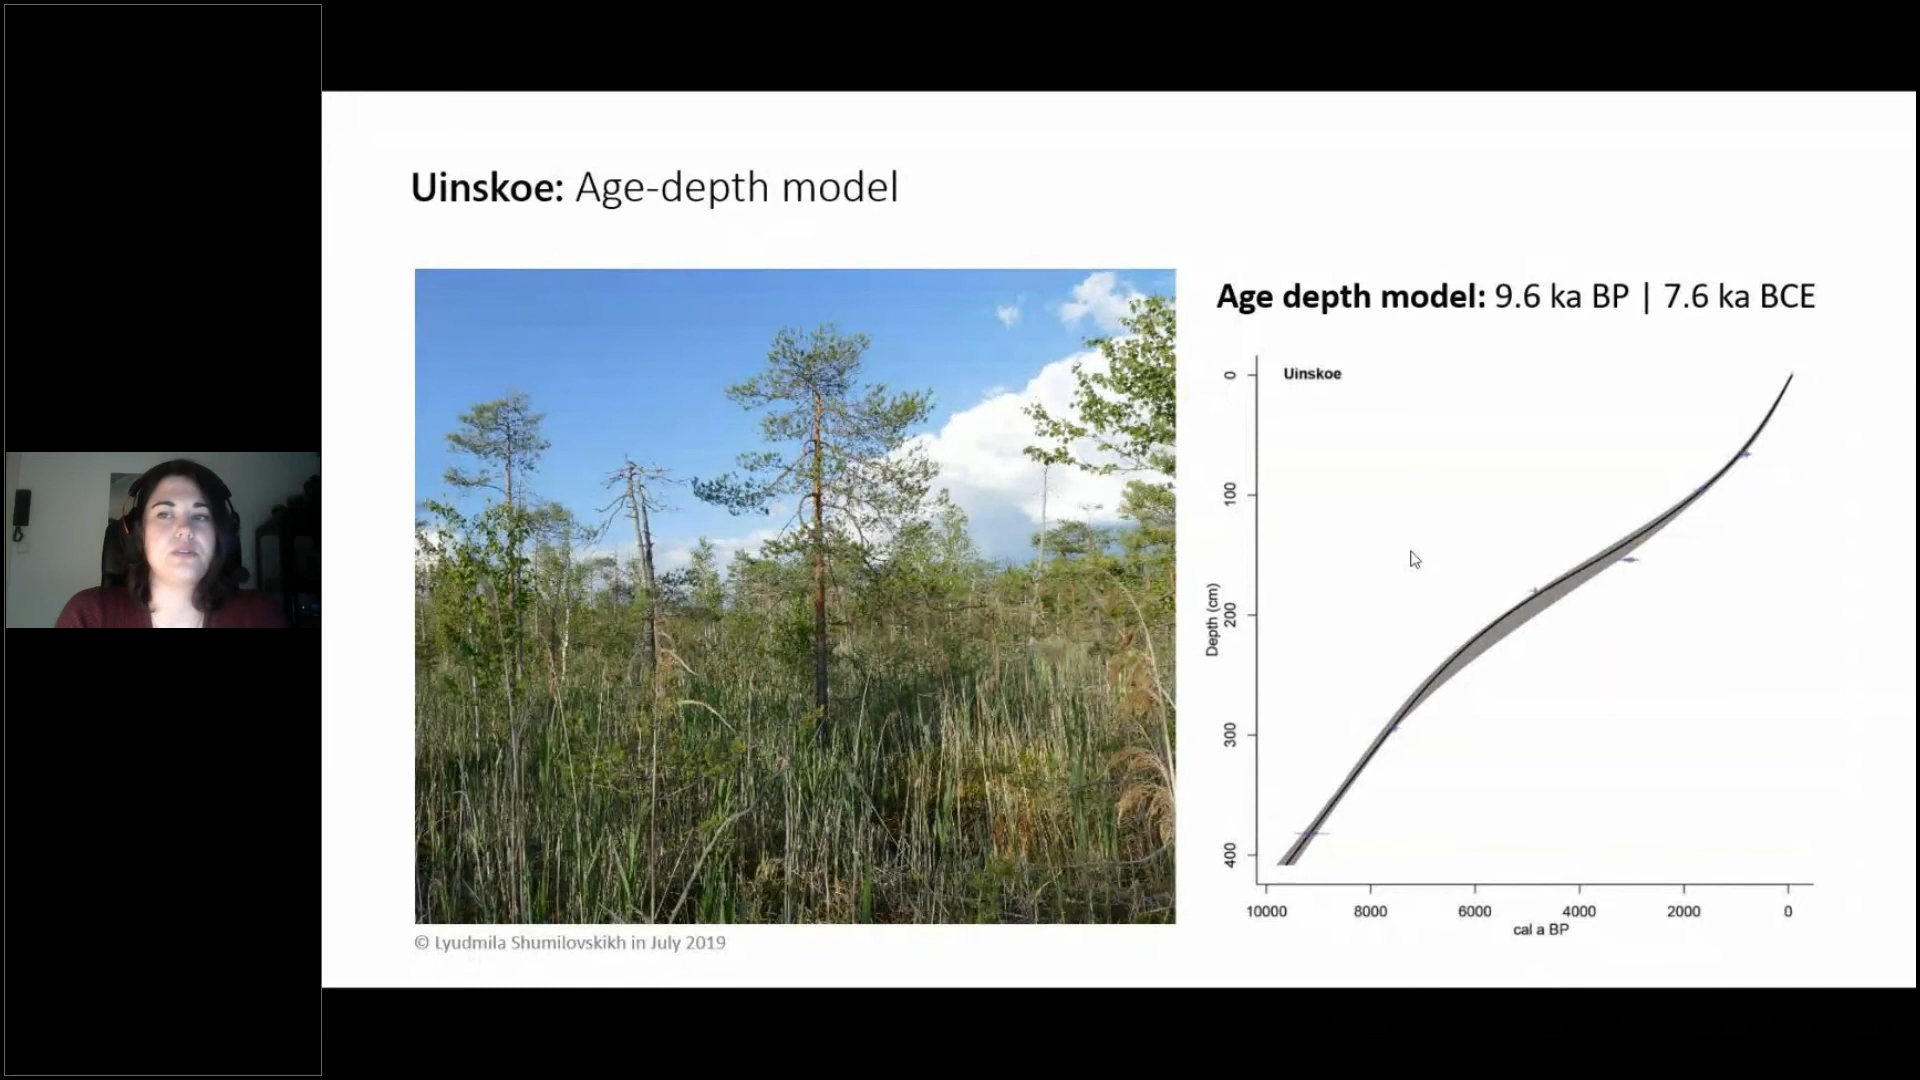 Uinskoe: Age-depth model
Age depth model: 9.6 ka BP | 7.6 ka BCE
Uinskoe
0
100
200
300
400
Depth (cm)
10000 8000 6000 4000 2000 0
cal a BP
© Lyudmila Shumilovskikh in July 2019